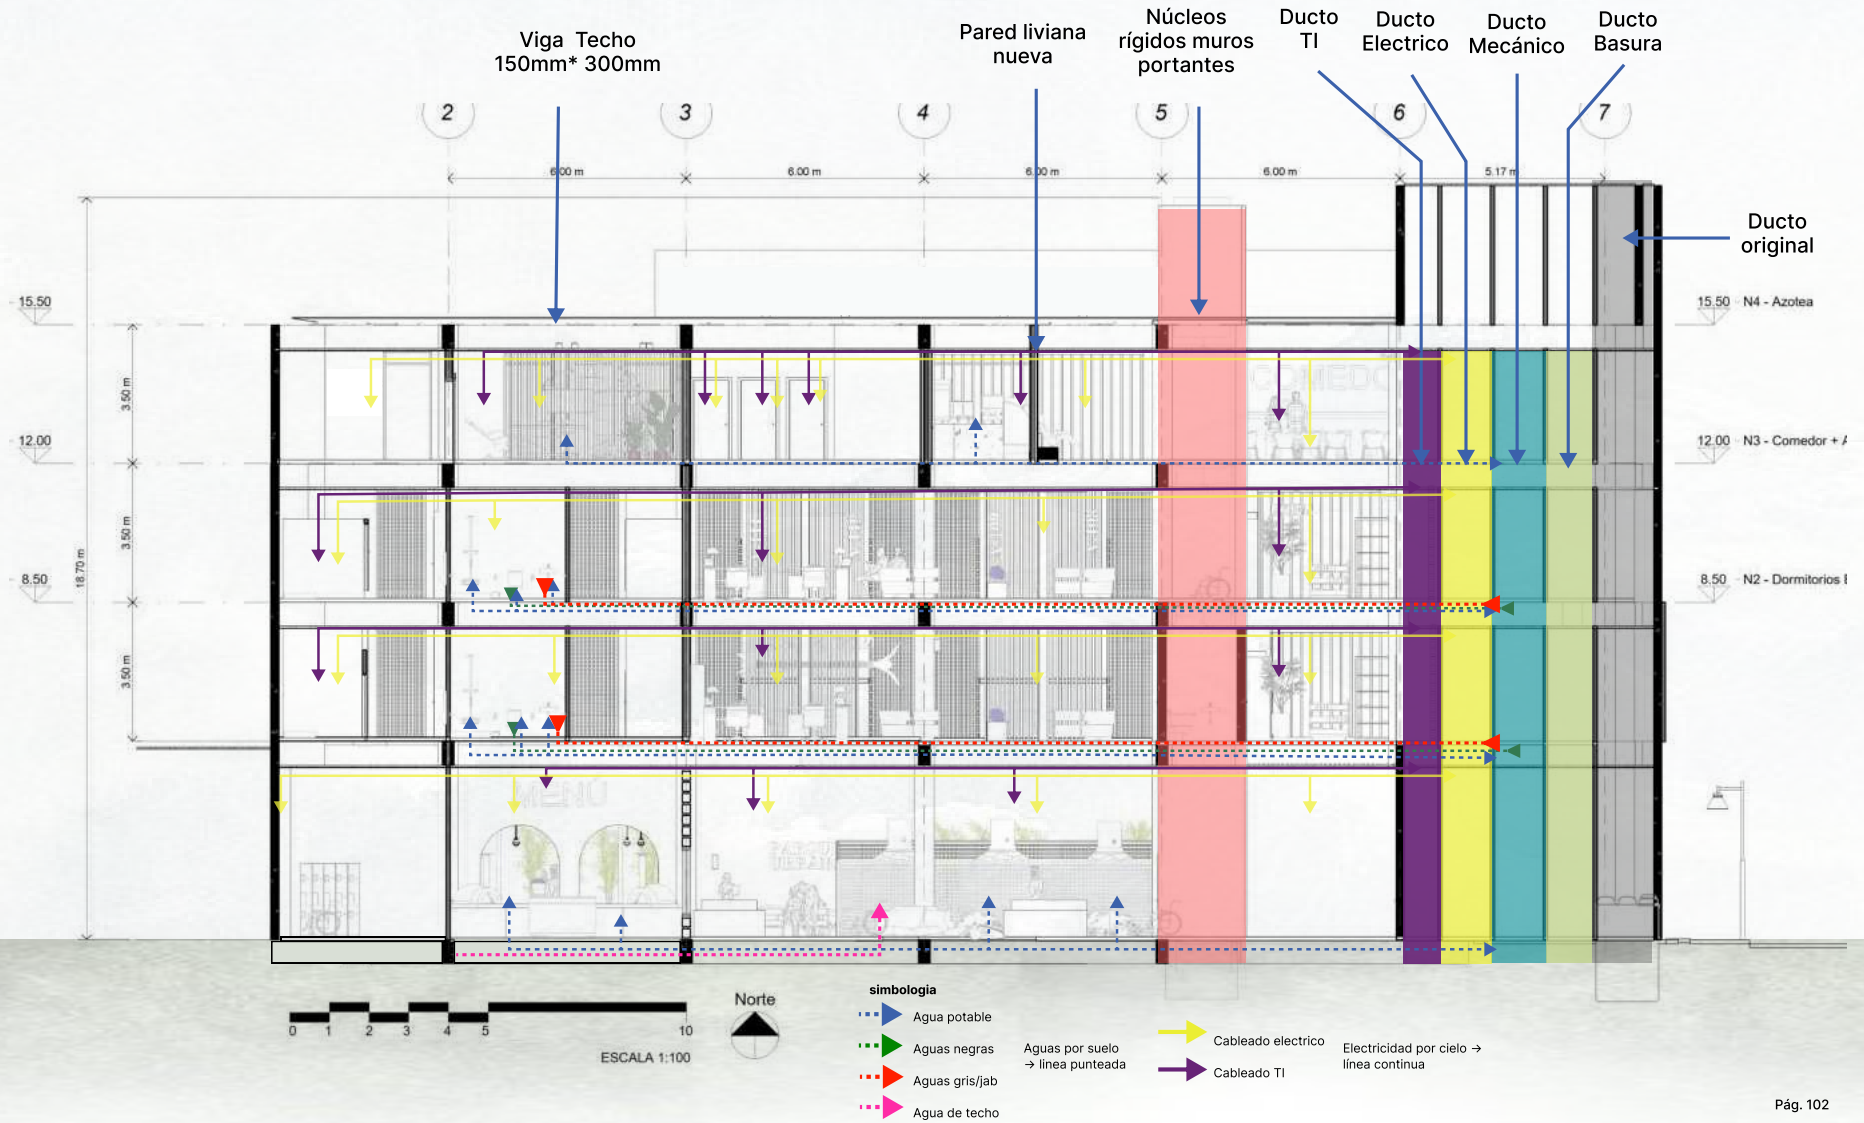 Viga Techo
150mm* 300mm
Pared liviana
nueva
Núcleos
rígidos muros
portantes
Ducto
TI
Ducto
Electrico
Ducto
Mecánico
Ducto
Basura
2
3
4
5
6
7
6.00 m
6.00 m
6.00 m
6.00 m
5.17 m
Ducto
original
15.50
15.50
N4 - Azotea
3.50 m
12.00
12.00
N3 - Comedor + A
COMEDO
3.50 m
18.70 m
8.50
8.50
N2 - Dormitorios
3.50 m
MENÚ
0
1
2
3
4
5
10
ESCALA 1:100
Norte
simbologia
Agua potable
Aguas negras
Aguas gris/jab
Agua de techo
Aguas por suelo
→ linea punteada
Cableado electrico
Cableado TI
Electricidad por cielo →
línea continua
Pág. 102